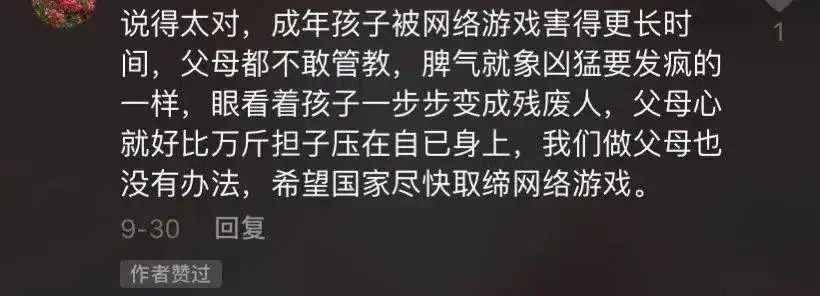 说得太对，成年孩子被网络游戏害得更长时
间，父母都不敢管教，脾气就象凶猛要发疯的
一样，眼看着孩子一步步变成残废人，父母心
就好比万斤担子压在自已身上，我们做父母也
没有办法，希望国家尽快取缔网络游戏。
1
9-30 回复
作者赞过